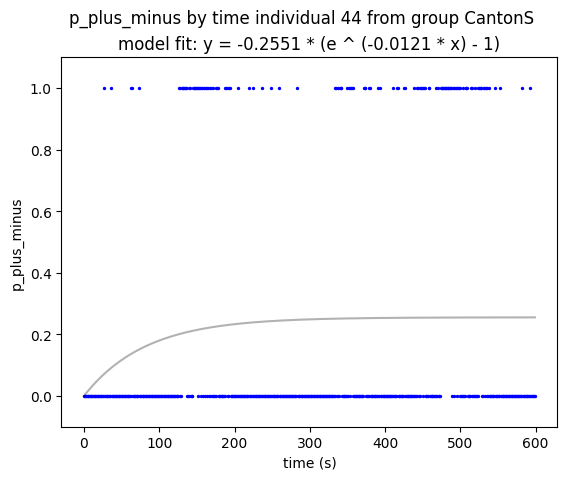 p_plus_minus by time individual 44 from group CantonS
model fit: y = -0.2551 * (e ^ (-0.0121 * x) - 1)
1.0
0.8
0.6
0.4
0.2
0.0
p_plus_minus
0 100 200 300 400 500 600
time (s)